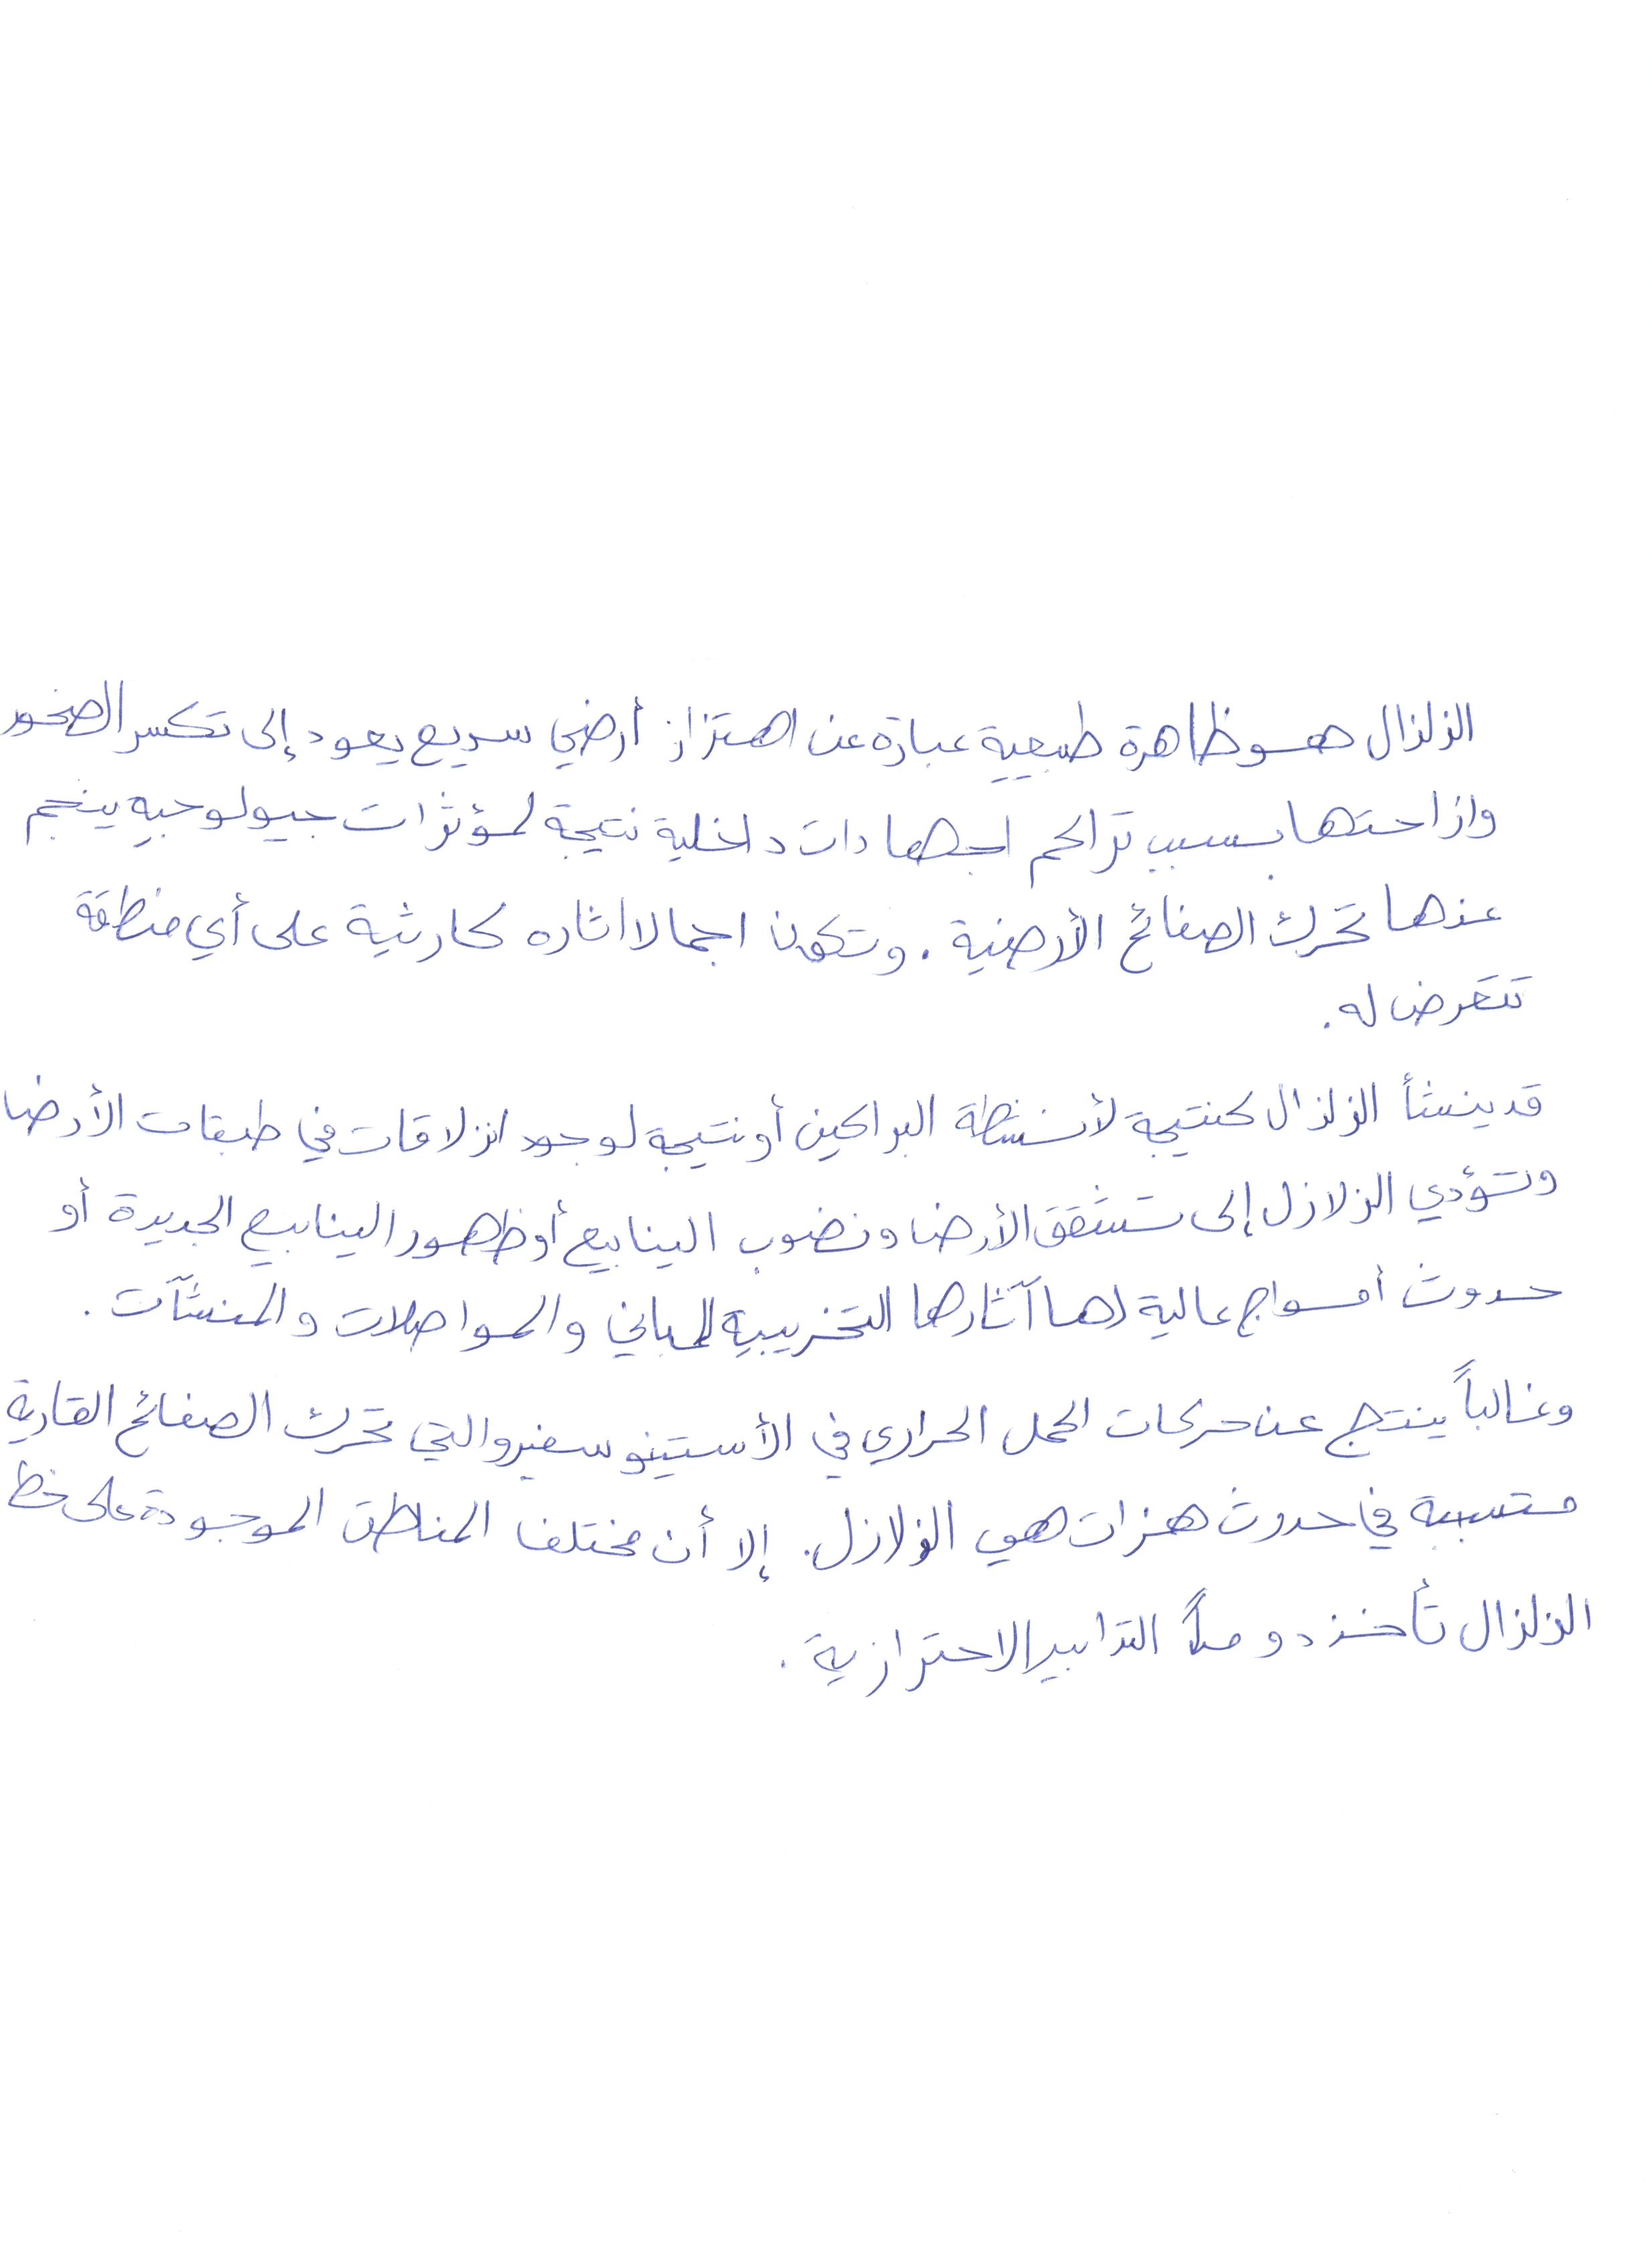 الزلزال هو ظاهرة طبيعية عبارة عن اهتزاز أرضي سريع يعود إلى تكسر الصخور
وازاحتها بسبب تراكم اجهادات داخلية نتيجة لمؤثرات جيولوجية ينجم
عنها تحرك الصفائح الأرضية. وتكون اجمالا اثاره كارثية على أي منطقة
تتعرض له.
قد ينشأ الزلزال كنتيجة لأنشطة البراكين أو نتيجة لوجود انزلاقات في طبقات الأرض
وتؤدي الزلازل إلى تشقق الأرض ونضوب الينابيع أو ظهور الينابيع الجديدة أو
حدوث أمواج عالية لها آثارها التخريبية للمباني والمواصلات والمنشآت.
وغالباً ينتج عن حركات الحمل الحراري في الأستينوسفير والتي تحرك الصفائح القارية
متسببة في حدوث هزات هي الزلازل. إلا أن مختلف المناطق الموجودة على خط
الزلزال تأخذ دوماً التدابير الاحترازية.